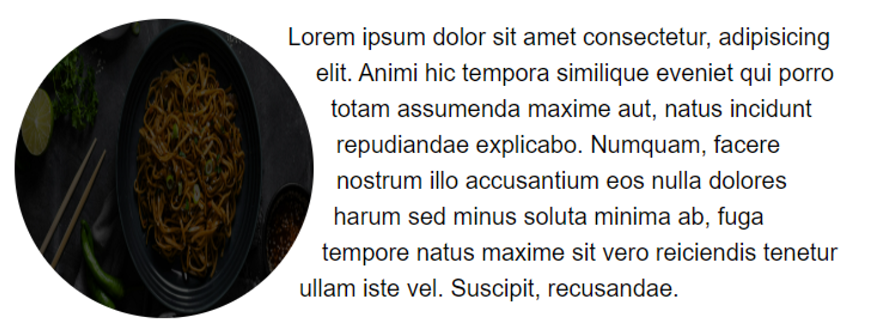 Lorem ipsum dolor sit amet consectetur, adipisicing
elit. Animi hic tempora similique eveniet qui porro
totam assumenda maxime aut, natus incidunt
repudiandae explicabo. Numquam, facere
nostrum illo accusantium eos nulla dolores
harum sed minus soluta minima ab, fuga
tempore natus maxime sit vero reiciendis tenetur
ullam iste vel. Suscipit, recusandae.